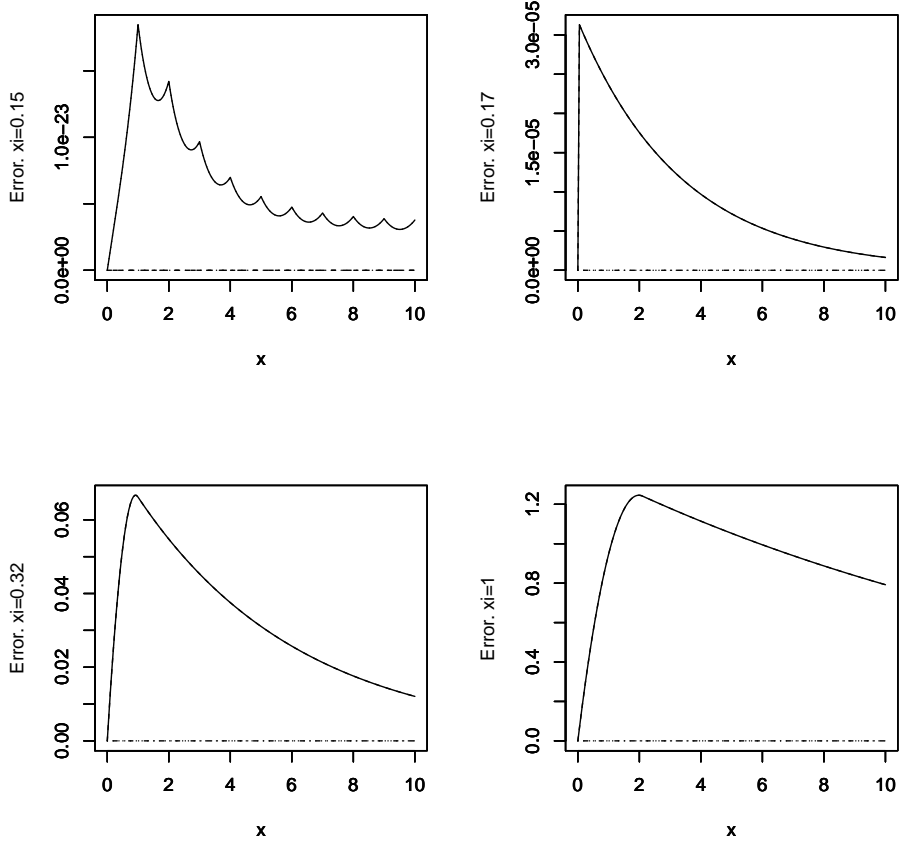 Error. xi=0.15
0.0e+00 1.0e−23
0 2 4 6 8 10
x
Error. xi=0.17
0.0e+00 1.5e−05 3.0e−05
0 2 4 6 8 10
x
Error. xi=0.32
0.00 0.02 0.04 0.06
0 2 4 6 8 10
x
Error. xi=1
0.0 0.4 0.8 1.2
0 2 4 6 8 10
x